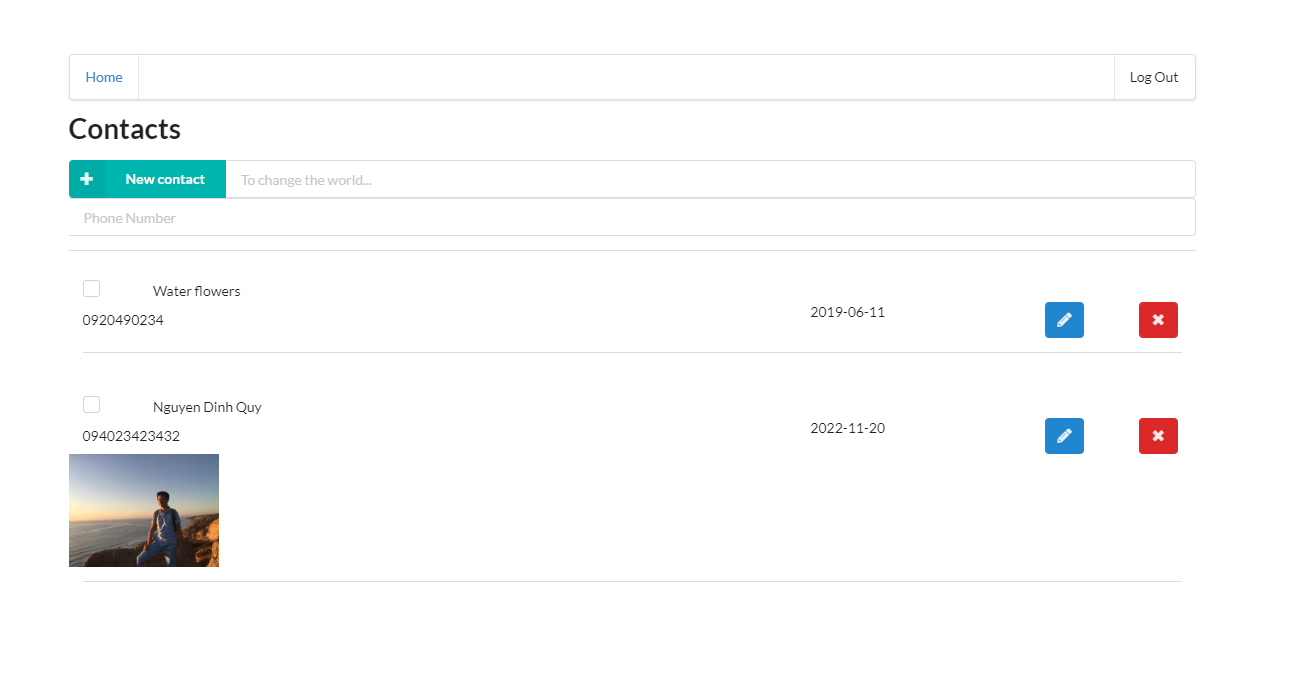 Home
Log Out
Contacts
New contact
To change the world...
Phone Number
Water flowers
0920490234
2019-06-11
Nguyen Dinh Quy
094023423432
2022-11-20